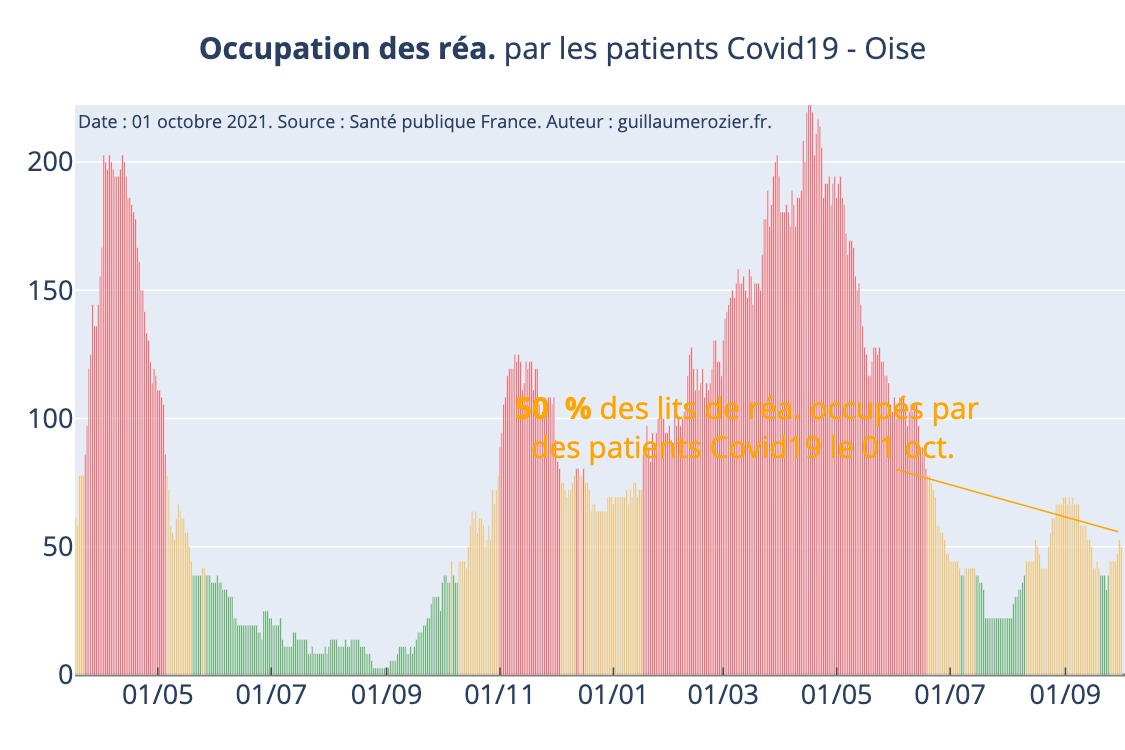 Occupation des réa. par les patients Covid19 - Oise
Date : 01 octobre 2021. Source : Santé publique France. Auteur : guillaumerozier.fr.
200
150
100
50
0
50 % des lits de réa. occupés par
des patients Covid19 le 01 oct.
01/05 01/07 01/09 01/11 01/01 01/03 01/05 01/07 01/09